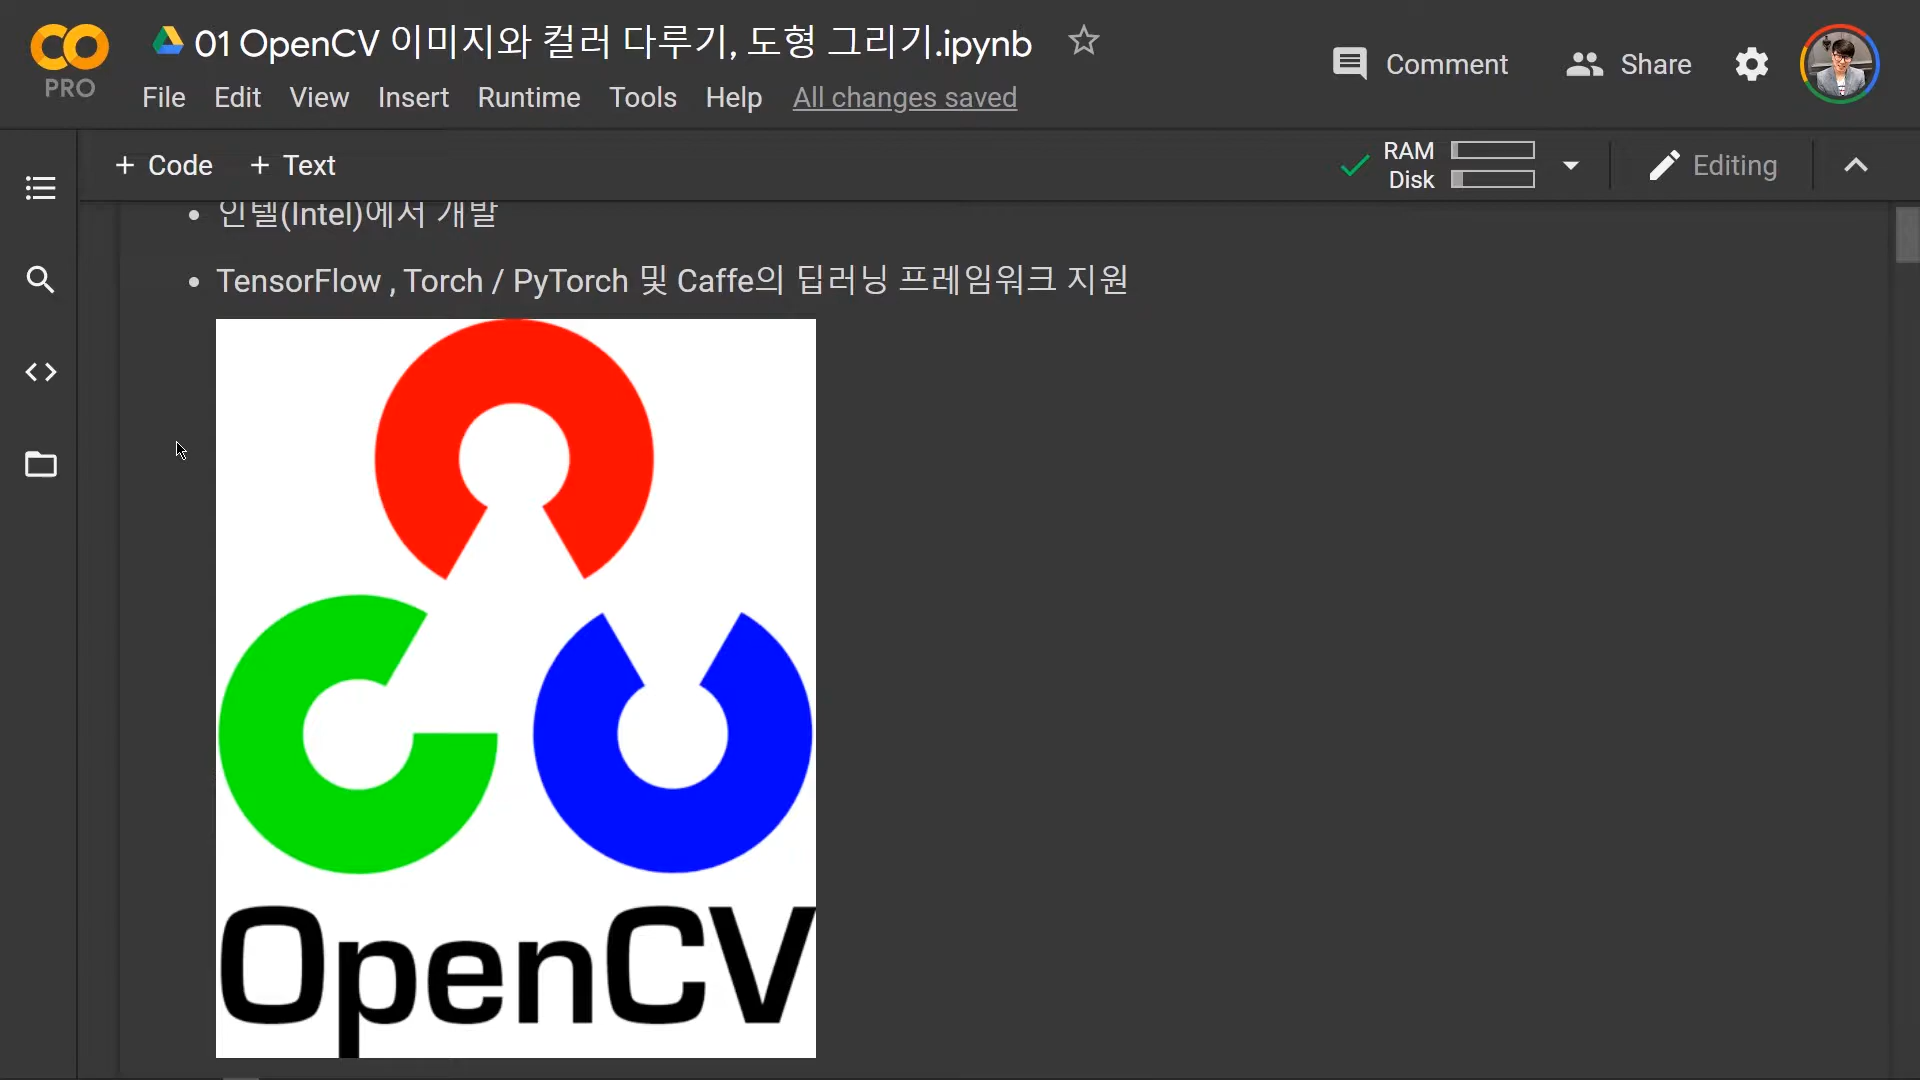 01 OpenCV 이미지와 컬러 다루기, 도형 그리기.ipynb
PRO
File Edit View Insert Runtime Tools Help All changes saved
Comment Share
+ Code + Text
RAM
Disk
Editing
• 인텔(Intel)에서 개발
• TensorFlow , Torch / PyTorch 및 Caffe의 딥러닝 프레임워크 지원
OpenCV